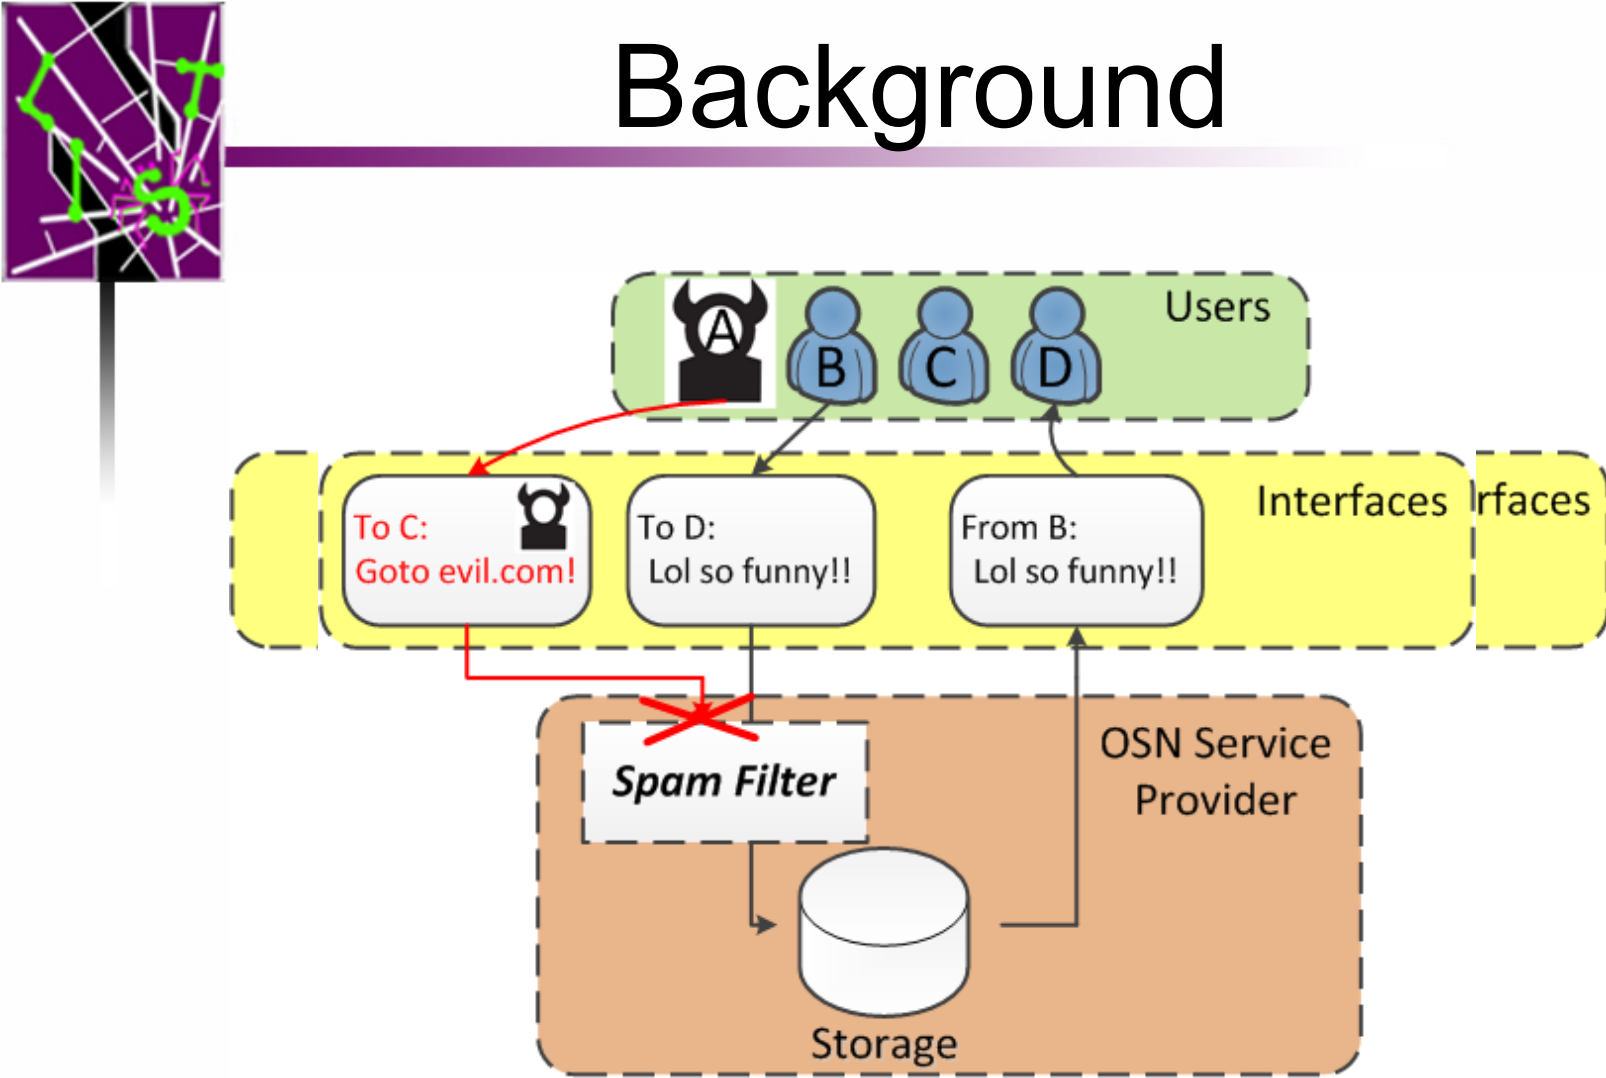 Background
Users
A
B
C
D
Interfaces
rfaces
To C:
Goto evil.com!
To D:
Lol so funny!!
From B:
Lol so funny!!
Spam Filter
OSN Service
Provider
Storage